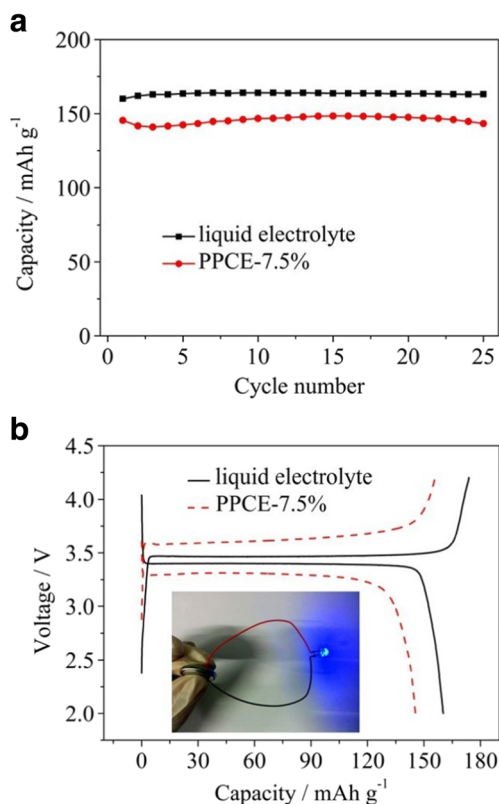 a
200
150
100
50
0
Capacity / mAh g⁻¹
liquid electrolyte
PPCE-7.5%
0 5 10 15 20 25
Cycle number
b
4.5
4.0
3.5
3.0
2.5
2.0
Voltage / V
liquid electrolyte
PPCE-7.5%
0 30 60 90 120 150 180
Capacity / mAh g⁻¹